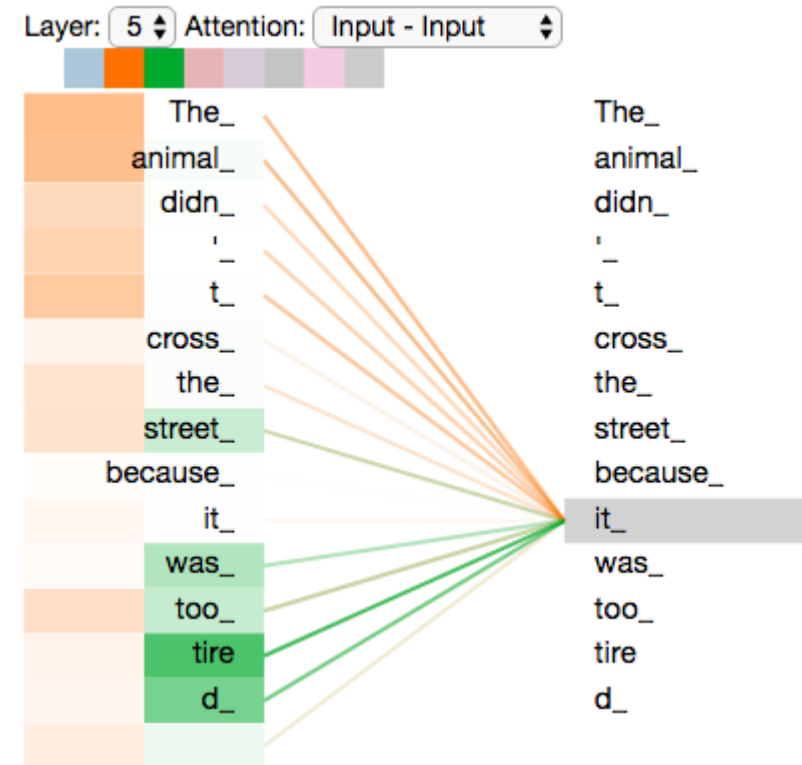 Layer: 5 Attention: Input - Input
The_ The_
animal_ animal_
didn_ didn_
'_ '_
t_ t_
cross_ cross_
the_ the_
street_ street_
because_ because_
it_ it_
was_ was_
too_ too_
tire tire
d_ d_